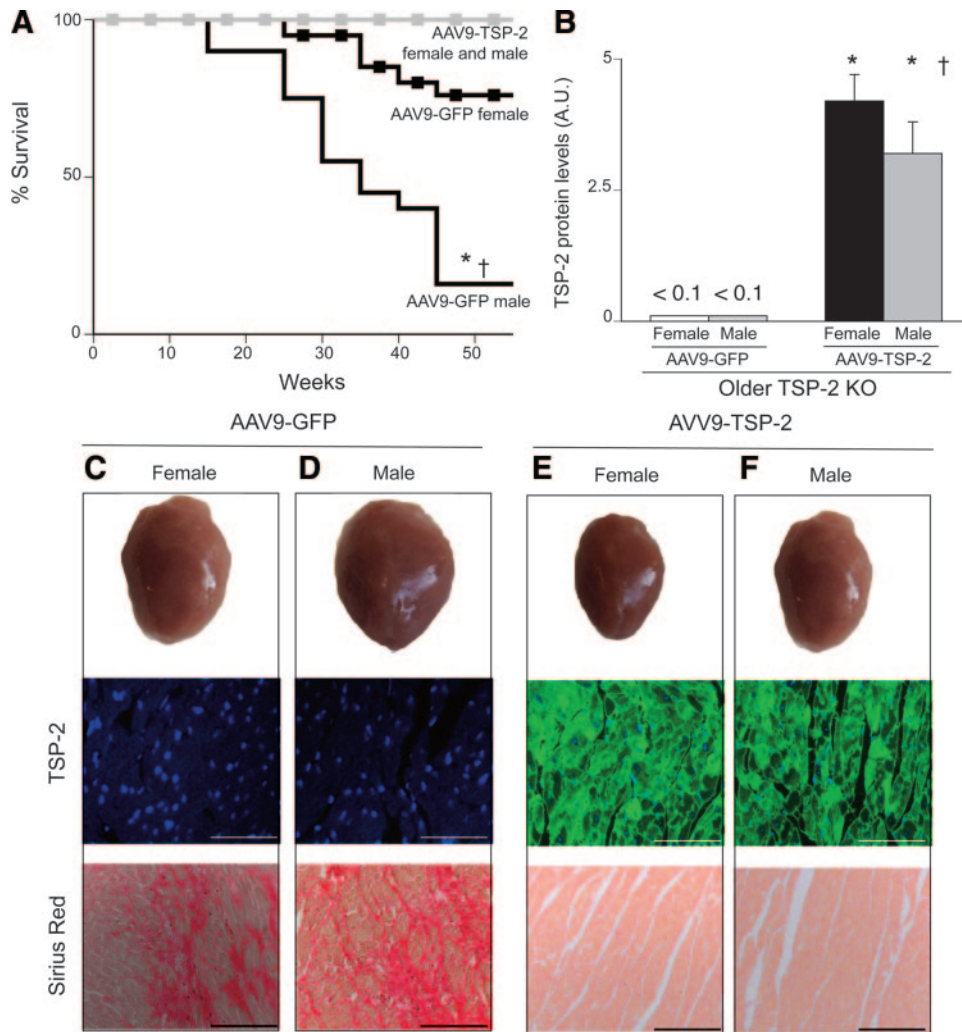 A
100
50
0
% Survival
0 10 20 30 40 50
Weeks
AAV9-TSP-2
female and male
AAV9-GFP female
* †
AAV9-GFP male
B
5
2.5
0
TSP-2 protein levels (A.U.)
* * †
< 0.1 < 0.1
Female Male Female Male
AAV9-GFP AAV9-TSP-2
Older TSP-2 KO
AAV9-GFP AVV9-TSP-2
C Female D Male E Female F Male
TSP-2
Sirius Red